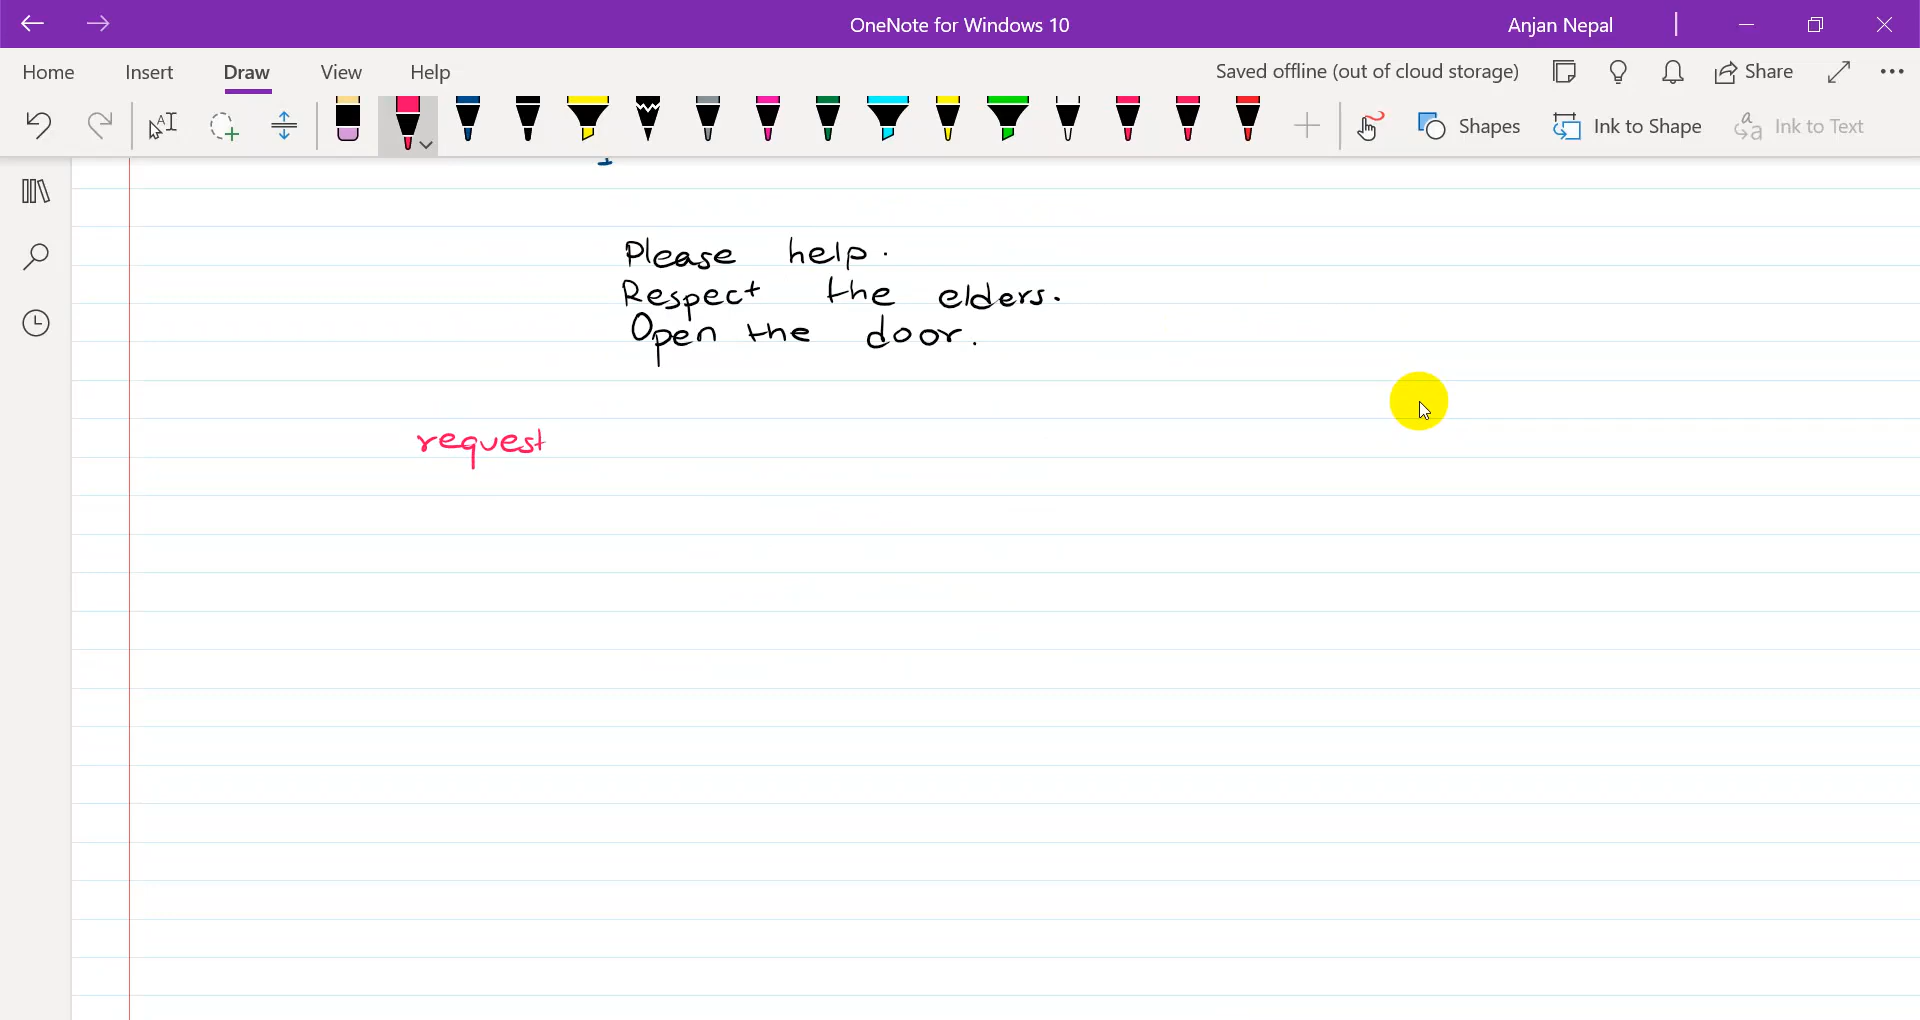 OneNote for Windows 10
Anjan Nepal
Home Insert Draw View Help
Saved offline (out of cloud storage)
Share
Shapes
Ink to Shape
Ink to Text
Please help.
Respect the elders.
Open the door.
request